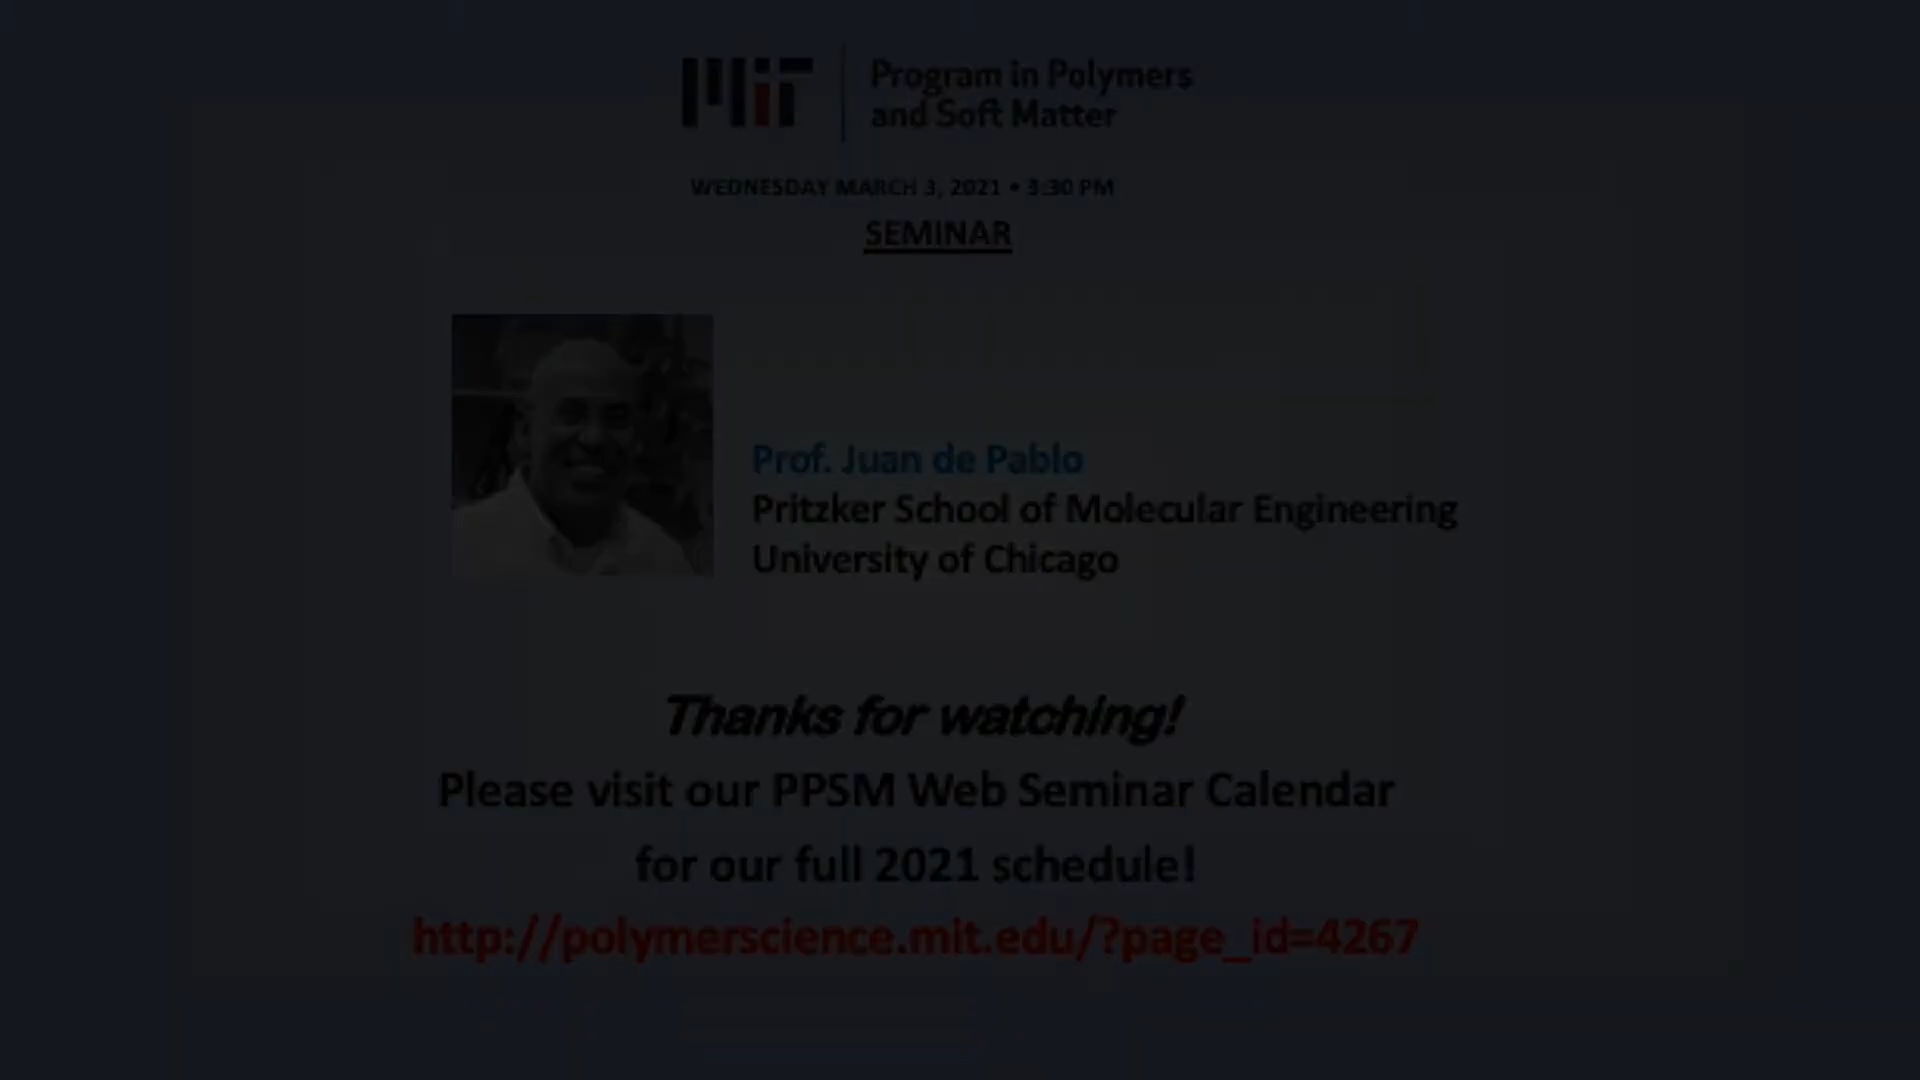 MIT
Program in Polymers
and Soft Matter
WEDNESDAY MARCH 3, 2021 • 3:30 PM
SEMINAR
Prof. Juan de Pablo
Pritzker School of Molecular Engineering
University of Chicago
Thanks for watching!
Please visit our PPSM Web Seminar Calendar
for our full 2021 schedule!
http://polymerscience.mit.edu/?page_id=4267